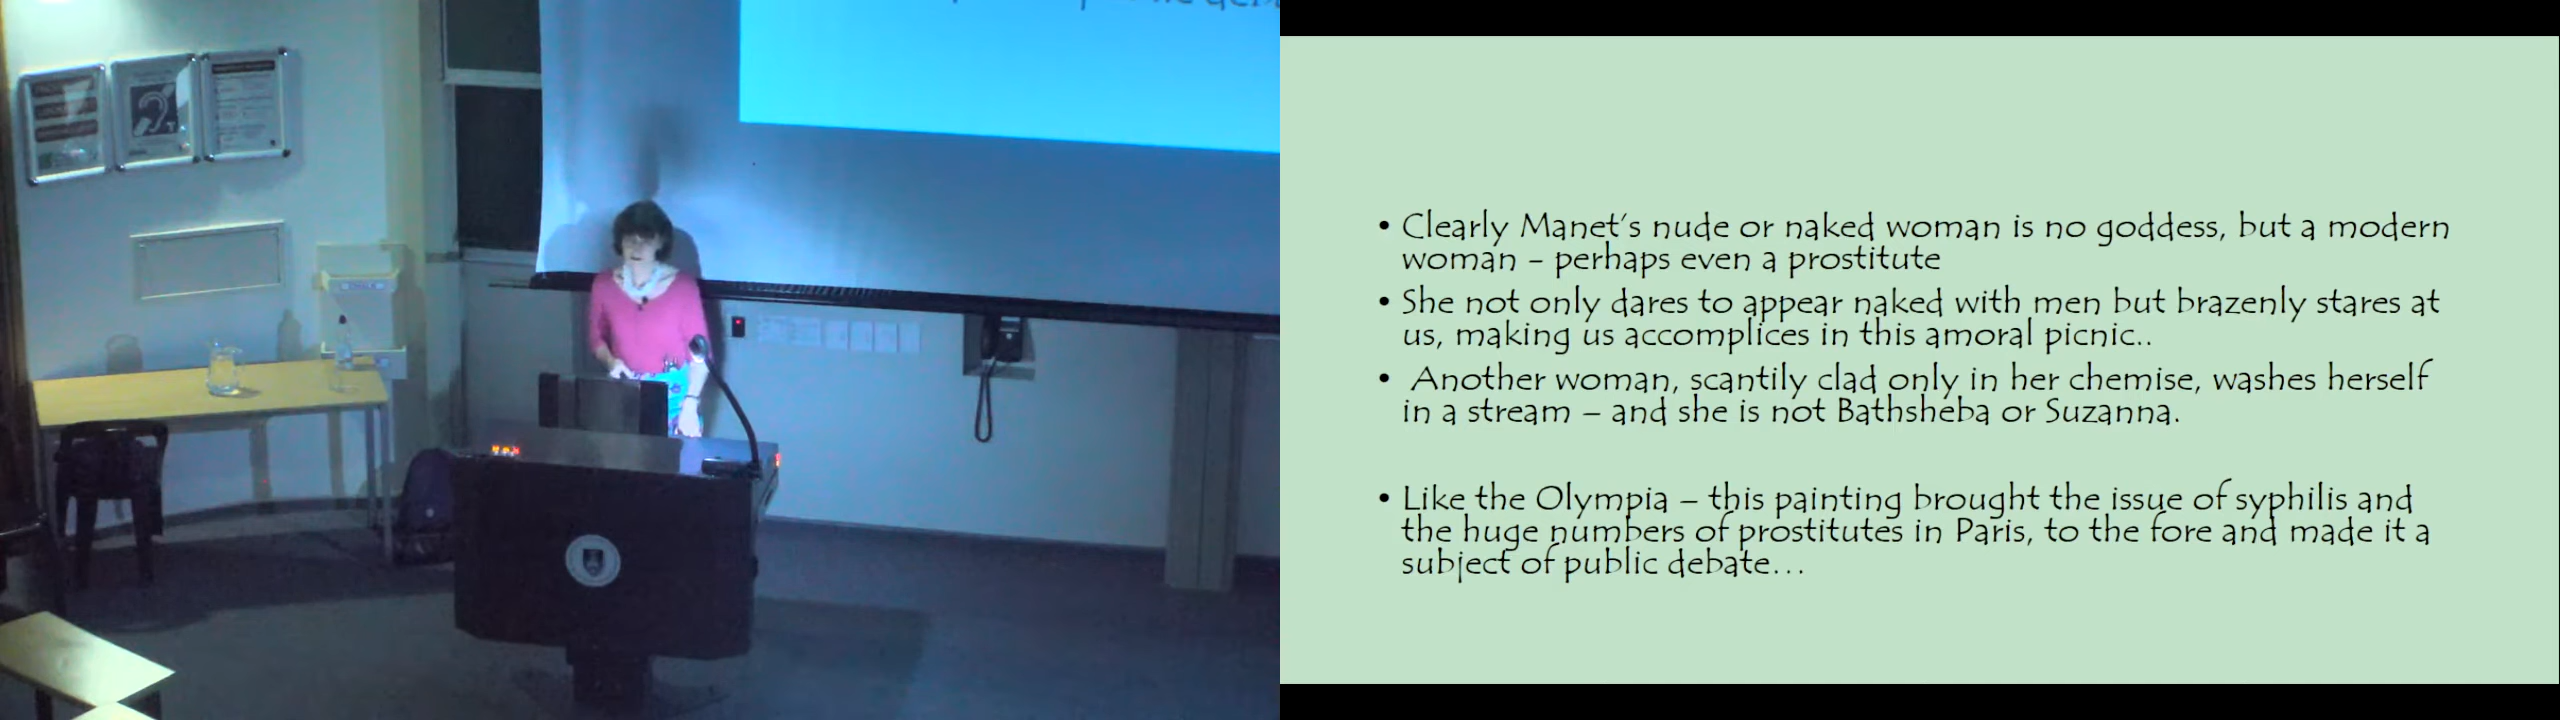 • Clearly Manet's nude or naked woman is no goddess, but a modern
woman - perhaps even a prostitute
• She not only dares to appear naked with men but brazenly stares at
us, making us accomplices in this amoral picnic..
• Another woman, scantily clad only in her chemise, washes herself
in a stream – and she is not Bathsheba or Suzanna.
• Like the Olympia – this painting brought the issue of syphilis and
the huge numbers of prostitutes in Paris, to the fore and made it a
subject of public debate...